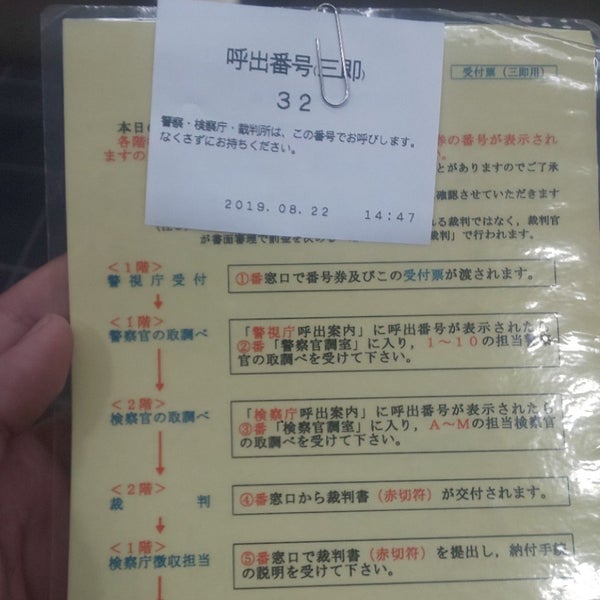 呼出番号(三即)
32
警察・検察庁・裁判所は、この番号でお呼びします。
なくさずにお持ちください。
2019.08.22 14:47
受付票(三即用)
本日の
券の番号が表示され
各階
ますの
とがありますのでご了承
確認させていただきます
れる裁判ではなく，裁判官
が書面審理で
裁判」で行われます。
<1階>
警視庁受付
①番窓口で番号券及びこの受付票が渡されます。
<1階>
警察官の取調べ
「警視庁呼出案内」に呼出番号が表示されたら
②番「警察官調室」に入り，1～10の担当警察
官の取調べを受けて下さい。
<2階>
検察官の取調べ
「検察庁呼出案内」に呼出番号が表示されたら
③番「検察官調室」に入り，A～Mの担当検察官
の取調べを受けて下さい。
<2階>
裁判
④番窓口から裁判書(赤切符)が交付されます。
<1階>
検察庁徴収担当
⑤番窓口で裁判書(赤切符)を提出し，納付手続
の説明を受けて下さい。